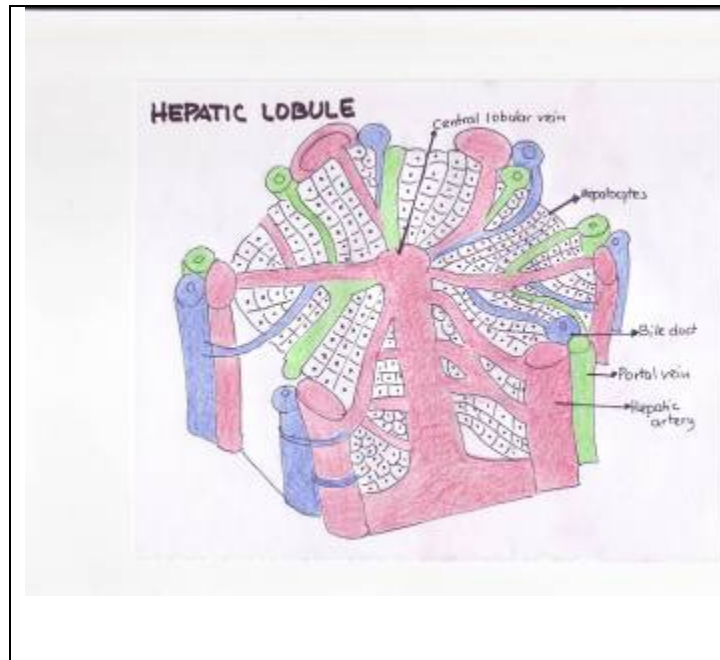 HEPATIC LOBULE
Central lobular vein
Hepatocytes
Bile duct
Portal vein
Hepatic
artery